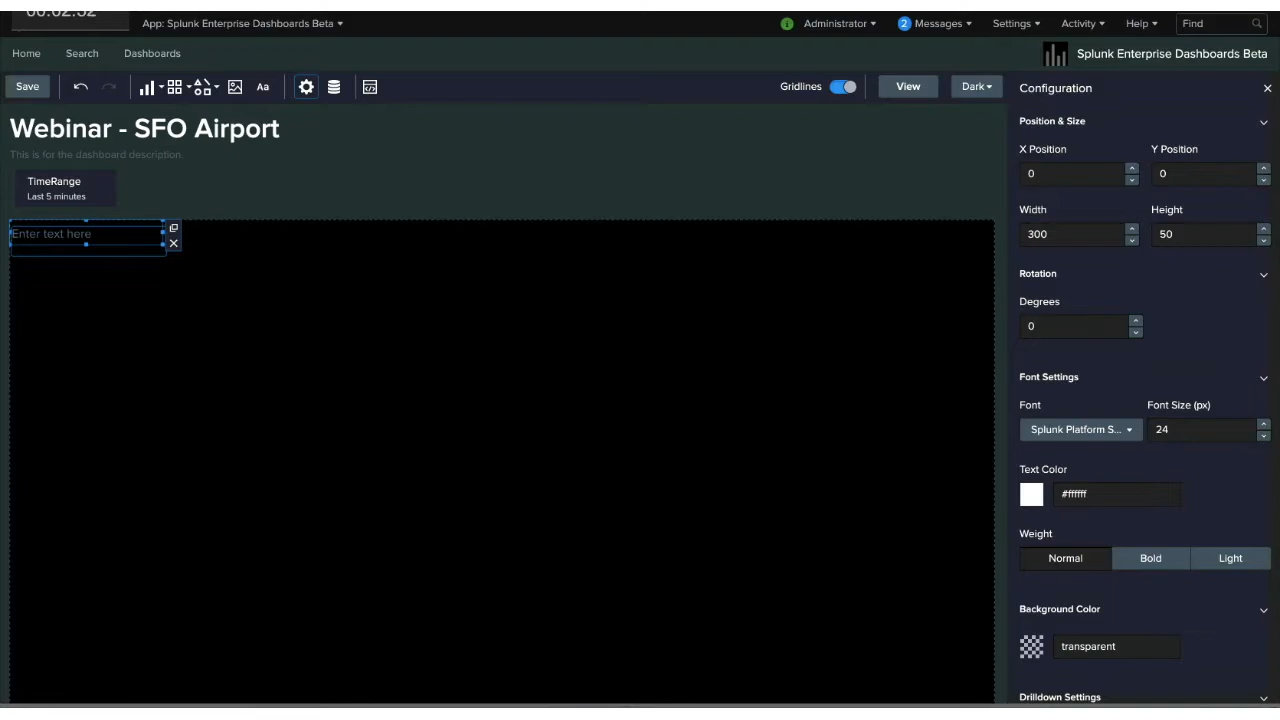 00:02:52
App: Splunk Enterprise Dashboards Beta
i Administrator
2 Messages
Settings
Activity
Help
Find
Home
Search
Dashboards
Splunk Enterprise Dashboards Beta
Save
Aa
Gridlines
View
Dark
Configuration
Webinar - SFO Airport
This is for the dashboard description.
TimeRange
Last 5 minutes
Enter text here
Position & Size
X Position
Y Position
0
0
Width
Height
300
50
Rotation
Degrees
0
Font Settings
Font
Font Size (px)
Splunk Platform S...
24
Text Color
#ffffff
Weight
Normal
Bold
Light
Background Color
transparent
Drilldown Settings